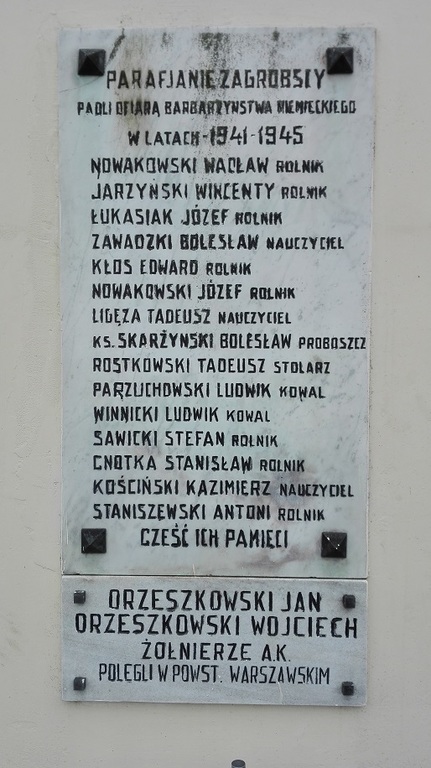 PARAFJANIE ZAGROBSCY
PADLI OFIARĄ BARBARZYŃSTWA NIEMIECKIEGO
W LATACH-1941-1945
NOWAKOWSKI WACŁAW ROLNIK
JARZYŃSKI WINCENTY ROLNIK
ŁUKASIAK JÓZEF ROLNIK
ZAWADZKI BOLESŁAW NAUCZYCIEL
KŁOS EDWARD ROLNIK
NOWAKOWSKI JÓZEF ROLNIK
LIGĘZA TADEUSZ NAUCZYCIEL
KS. SKARŻYŃSKI BOLESŁAW PROBOSZCZ
ROSTKOWSKI TADEUSZ STOLARZ
PARZUCHOWSKI LUDWIK KOWAL
WINNICKI LUDWIK KOWAL
SAWICKI STEFAN ROLNIK
GNOTKA STANISŁAW ROLNIK
KOŚCIŃSKI KAZIMIERZ NAUCZYCIEL
STANISZEWSKI ANTONI ROLNIK
CZEŚĆ ICH PAMIĘCI
ORZESZKOWSKI JAN
ORZESZKOWSKI WOJCIECH
ŻOŁNIERZE A.K.
POLEGLI W POWST. WARSZAWSKIM